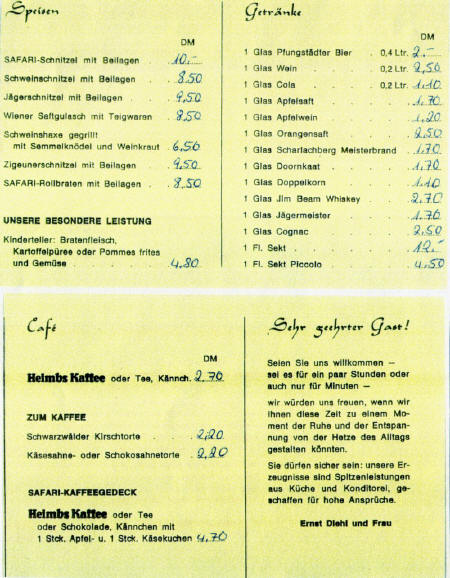 Speisen
DM
SAFARI-Schnitzel mit Beilagen . 10,-
Schweinschnitzel mit Beilagen . . 8,50
Jägerschnitzel mit Beilagen . . . 9,50
Wiener Saftgulasch mit Teigwaren . 8,50
Schweinshaxe gegrillt
mit Semmelknödel und Weinkraut . 6,50
Zigeunerschnitzel mit Beilagen . . 9,50
SAFARI-Rollbraten mit Beilagen . . 8,50
UNSERE BESONDERE LEISTUNG
Kinderteller: Bratenfleisch,
Kartoffelpüree oder Pommes frites
und Gemüse . . . . . 4,80
Getränke
DM
1 Glas Pfungstädter Bier . 0,4 Ltr. 2,-
1 Glas Wein . . . . 0,2 Ltr. 2,50
1 Glas Cola . . . . 0,2 Ltr. 1,10
1 Glas Apfelsaft . . . . . 1,70
1 Glas Apfelwein . . . . . 1,20
1 Glas Orangensaft . . . . 2,50
1 Glas Scharlachberg Meisterbrand . 1,70
1 Glas Doornkaat . . . . . 1,70
1 Glas Doppelkorn . . . . 1,10
1 Glas Jim Beam Whiskey . . . 2,70
1 Glas Jägermeister . . . . 1,70
1 Glas Cognac . . . . . 2,50
1 Fl. Sekt . . . . . . 12,-
1 Fl. Sekt Piccolo . . . . 4,50
Café
DM
Heimbs Kaffee oder Tee, Kännch. 2,70
ZUM KAFFEE
Schwarzwälder Kirschtorte . . . 2,20
Käsesahne- oder Schokosahnetorte . 2,20
SAFARI-KAFFEEGEDECK
Heimbs Kaffee oder Tee
oder Schokolade, Kännchen mit
1 Stck. Apfel- u. 1 Stck. Käsekuchen 4,70
Sehr geehrter Gast!
Seien Sie uns willkommen –
sei es für ein paar Stunden oder
auch nur für Minuten –
wir würden uns freuen, wenn wir
Ihnen diese Zeit zu einem Mo-
ment der Ruhe und der Entspan-
nung von der Hetze des Alltags
gestalten könnten.
Sie dürfen sicher sein: unsere Er-
zeugnisse sind Spitzenleistungen
aus Küche und Konditorei, ge-
schaffen für hohe Ansprüche.
Ernst Diehl und Frau